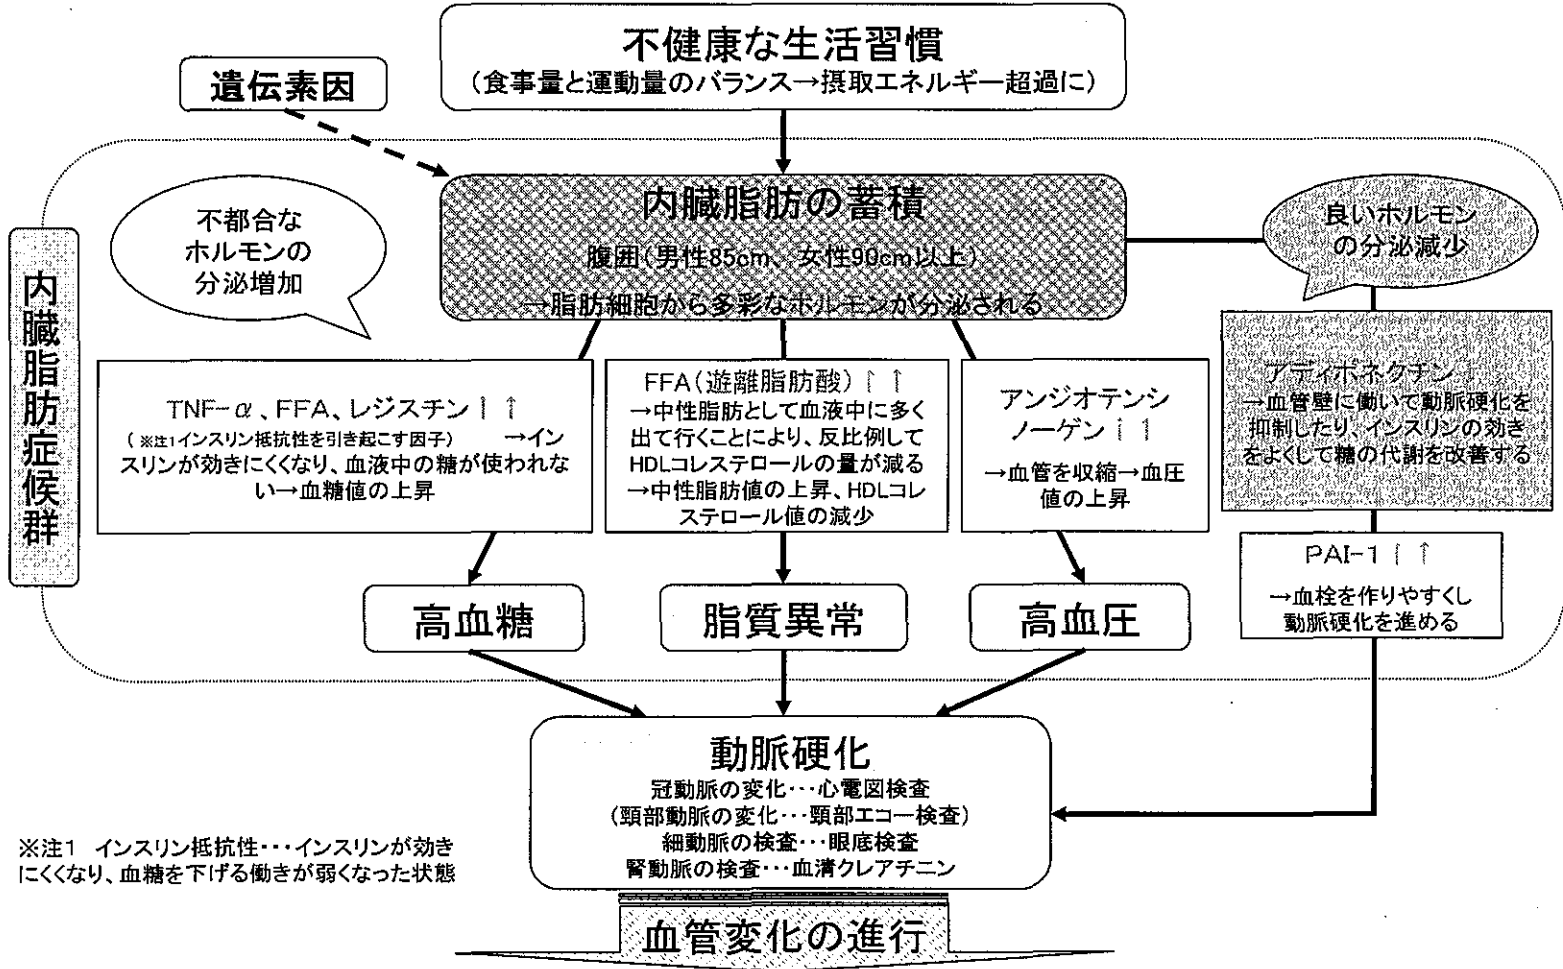 不健康な生活習慣
(食事量と運動量のバランス→摂取エネルギー超過に)
遺伝素因
内臓脂肪症候群
不都合な
ホルモンの
分泌増加
内臓脂肪の蓄積
腹囲(男性85cm、女性90cm以上)
→脂肪細胞から多彩なホルモンが分泌される
良いホルモン
の分泌減少
TNF-α、FFA、レジスチン↑↑
(※注1インスリン抵抗性を引き起こす因子) →イン
スリンが効きにくくなり、血液中の糖が使われな
い→血糖値の上昇
FFA(遊離脂肪酸)↑↑
→中性脂肪として血液中に多く
出て行くことにより、反比例して
HDLコレステロールの量が減る
→中性脂肪値の上昇、HDLコレ
ステロール値の減少
アンジオテンシ
ノーゲン↑↑
→血管を収縮→血圧
値の上昇
アディポネクチン
→血管壁に働いて動脈硬化を
抑制したり、インスリンの効き
をよくして糖の代謝を改善する
PAI-1↑↑
→血栓を作りやすくし
動脈硬化を進める
高血糖
脂質異常
高血圧
動脈硬化
冠動脈の変化…心電図検査
(頸部動脈の変化…頸部エコー検査)
細動脈の検査…眼底検査
腎動脈の検査…血清クレアチニン
※注1 インスリン抵抗性・・・インスリンが効き
にくくなり、血糖を下げる働きが弱くなった状態
血管変化の進行